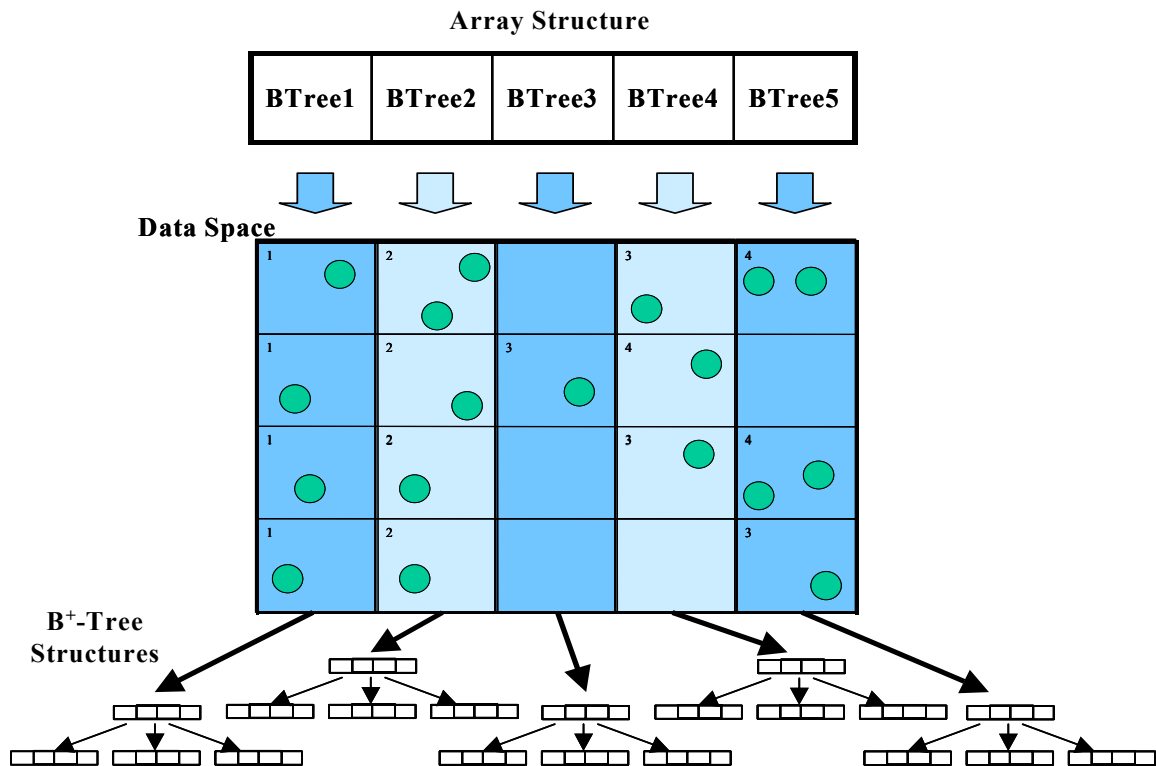 Array Structure
BTree1 BTree2 BTree3 BTree4 BTree5
Data Space
1 2 3 4
1 2 3 4
1 2 3 4
1 2 3
B+-Tree
Structures